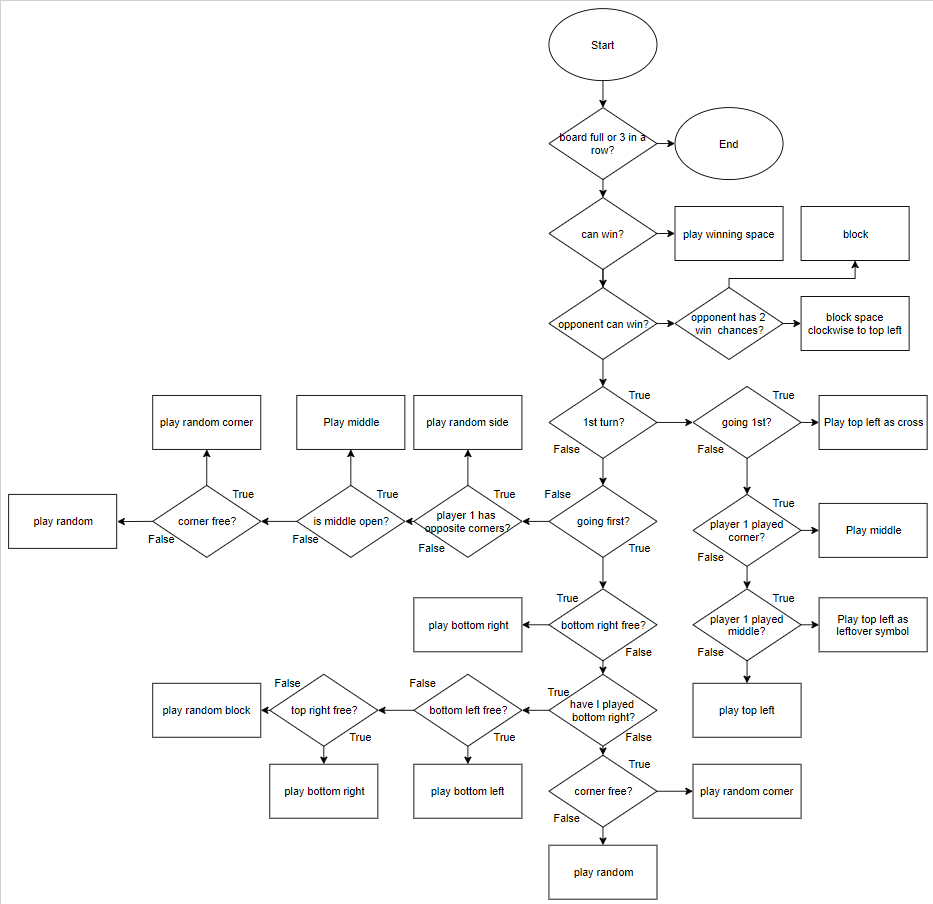 Start
board full or 3 in a
row?
End
can win?
play winning space
block
opponent can win?
opponent has 2
win chances?
block space
clockwise to top left
play random corner
Play middle
play random side
1st turn?
True
False
going 1st?
True
False
Play top left as cross
play random
corner free?
True
False
is middle open?
True
False
player 1 has
opposite corners?
True
False
going first?
False
True
player 1 played
corner?
True
False
Play middle
play bottom right
True
bottom right free?
False
player 1 played
middle?
True
False
Play top left as
leftover symbol
play random block
False
top right free?
True
False
bottom left free?
True
True
have I played
bottom right?
False
play top left
play bottom right
play bottom left
corner free?
True
False
play random corner
play random